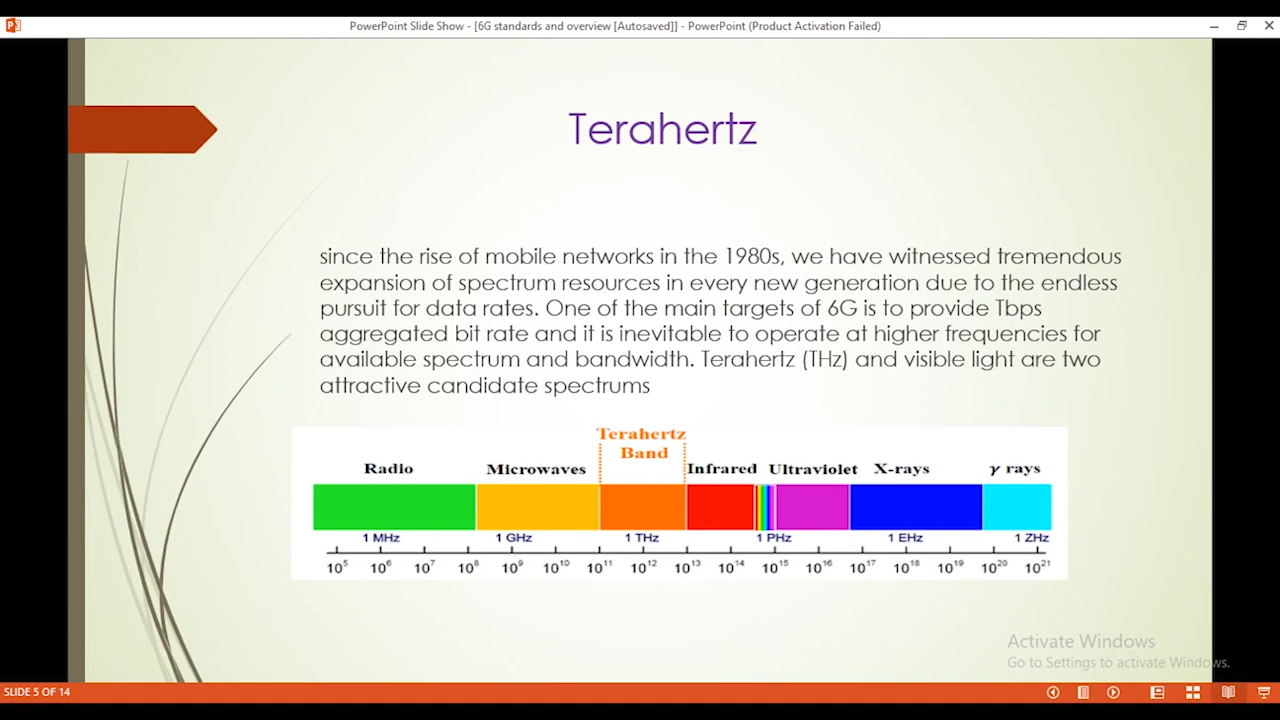 PowerPoint Slide Show - [6G standards and overview [Autosaved]] - PowerPoint (Product Activation Failed)
Terahertz
since the rise of mobile networks in the 1980s, we have witnessed tremendous
expansion of spectrum resources in every new generation due to the endless
pursuit for data rates. One of the main targets of 6G is to provide Tbps
aggregated bit rate and it is inevitable to operate at higher frequencies for
available spectrum and bandwidth. Terahertz (THz) and visible light are two
attractive candidate spectrums
Terahertz
Band
Radio Microwaves Infrared Ultraviolet X-rays γ rays
1 MHz 1 GHz 1 THz 1 PHz 1 EHz 1 ZHz
10⁵ 10⁶ 10⁷ 10⁸ 10⁹ 10¹⁰ 10¹¹ 10¹² 10¹³ 10¹⁴ 10¹⁵ 10¹⁶ 10¹⁷ 10¹⁸ 10¹⁹ 10²⁰ 10²¹
Activate Windows
Go to Settings to activate Windows.
SLIDE 5 OF 14